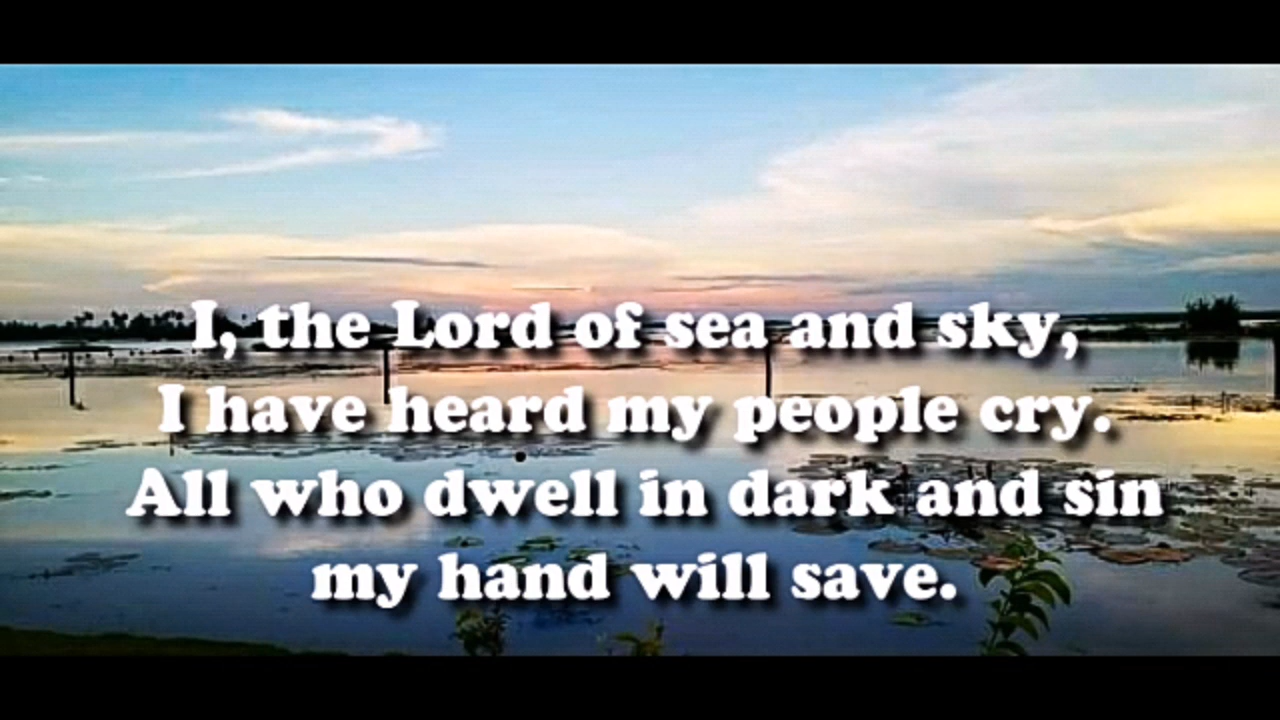 I, the Lord of sea and sky,
I have heard my people cry.
All who dwell in dark and sin
my hand will save.